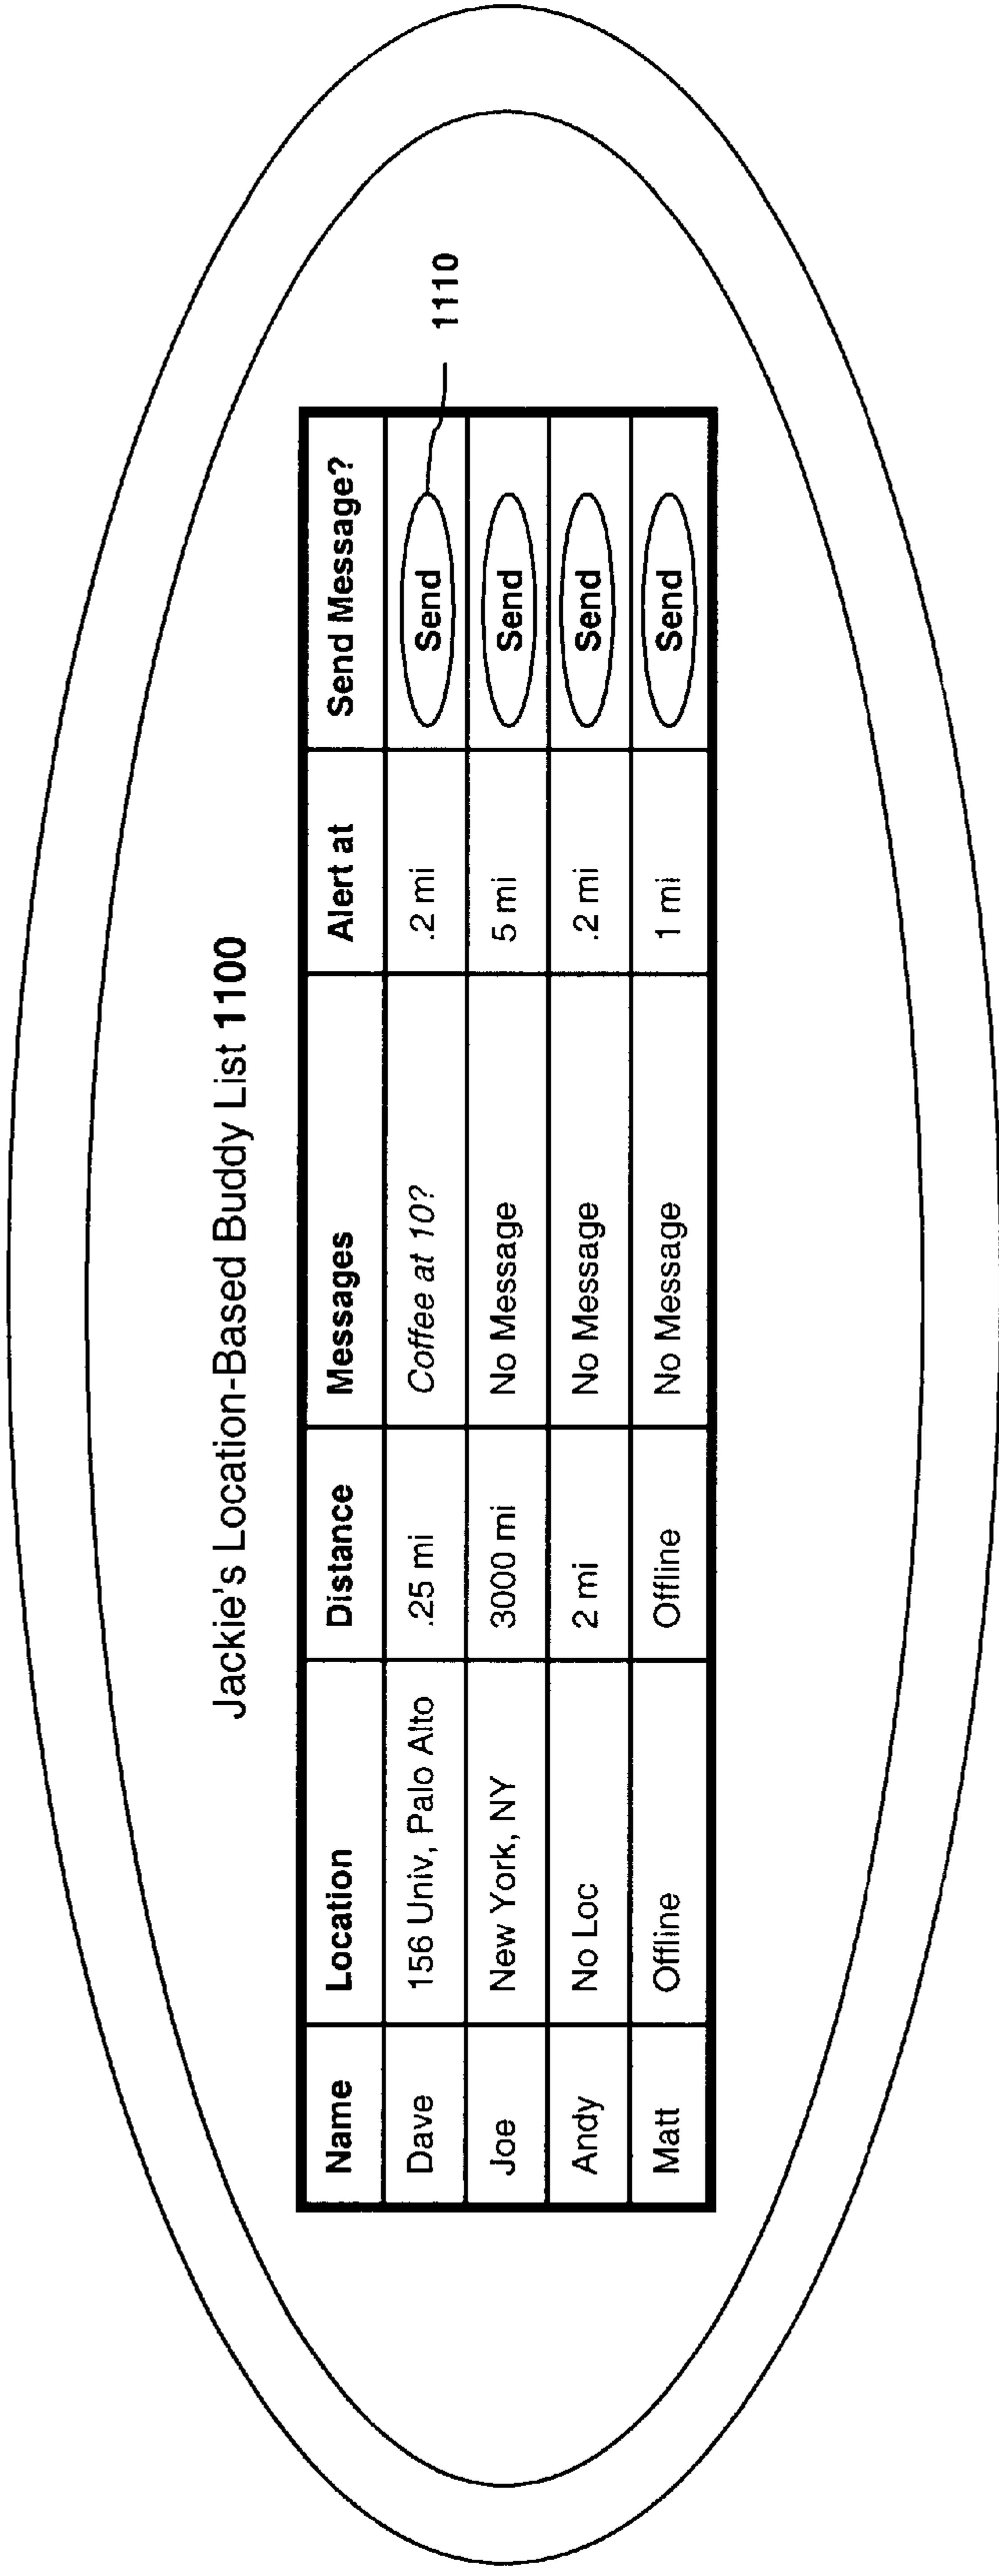 Jackie's Location-Based Buddy List 1100
Name Location Distance Messages Alert at Send Message?
Dave 156 Univ, Palo Alto .25 mi Coffee at 10? .2 mi Send
1110
Joe New York, NY 3000 mi No Message 5 mi Send
Andy No Loc 2 mi No Message .2 mi Send
Matt Offline Offline No Message 1 mi Send